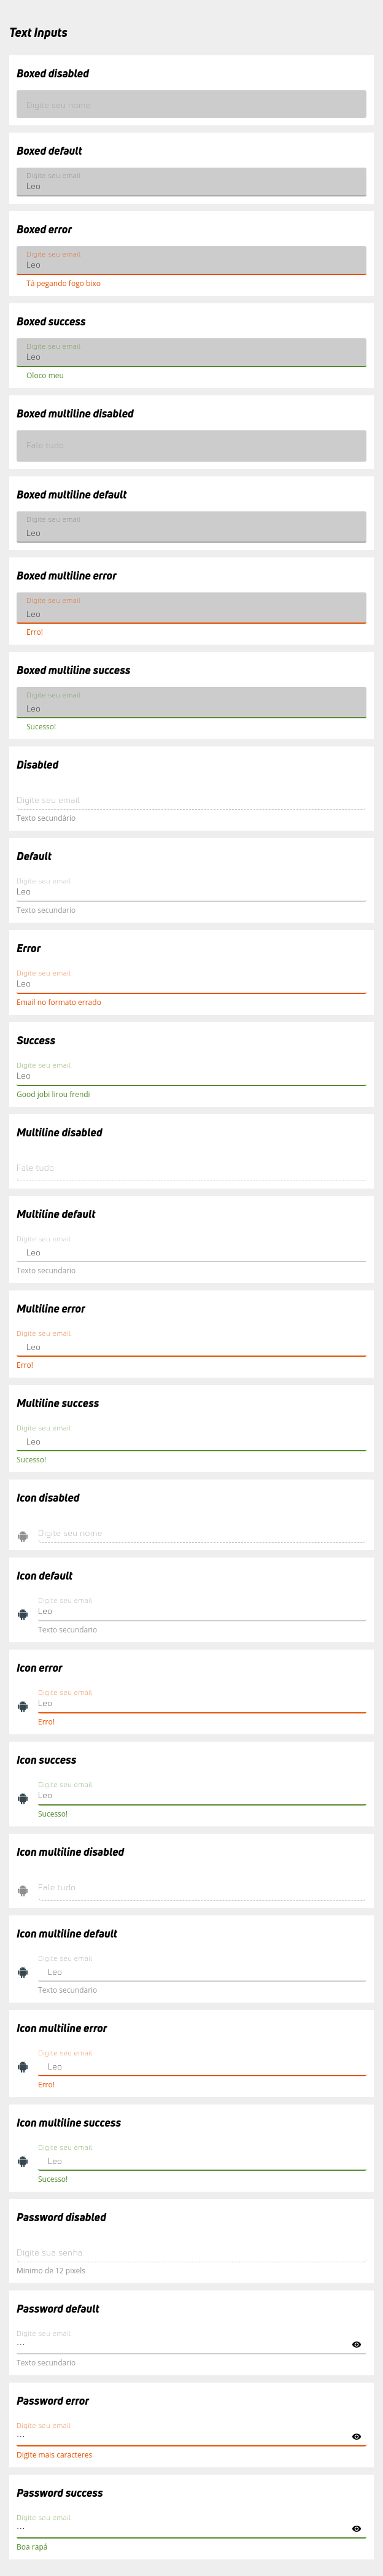 Text Inputs
Boxed disabled
Digite seu nome
Boxed default
Digite seu email
Leo
Boxed error
Digite seu email
Leo
Tá pegando fogo bixo
Boxed success
Digite seu email
Leo
Oloco meu
Boxed multiline disabled
Fale tudo
Boxed multiline default
Digite seu email
Leo
Boxed multiline error
Digite seu email
Leo
Erro!
Boxed multiline success
Digite seu email
Leo
Sucesso!
Disabled
Digite seu email
Texto secundário
Default
Digite seu email
Leo
Texto secundario
Error
Digite seu email
Leo
Email no formato errado
Success
Digite seu email
Leo
Good jobi lirou frendi
Multiline disabled
Fale tudo
Multiline default
Digite seu email
Leo
Texto secundario
Multiline error
Digite seu email
Leo
Erro!
Multiline success
Digite seu email
Leo
Sucesso!
Icon disabled
Digite seu nome
Icon default
Digite seu email
Leo
Texto secundario
Icon error
Digite seu email
Leo
Erro!
Icon success
Digite seu email
Leo
Sucesso!
Icon multiline disabled
Fale tudo
Icon multiline default
Digite seu email
Leo
Texto secundario
Icon multiline error
Digite seu email
Leo
Erro!
Icon multiline success
Digite seu email
Leo
Sucesso!
Password disabled
Digite sua senha
Minimo de 12 pixels
Password default
Digite seu email
···
Texto secundario
Password error
Digite seu email
···
Digite mais caracteres
Password success
Digite seu email
···
Boa rapá